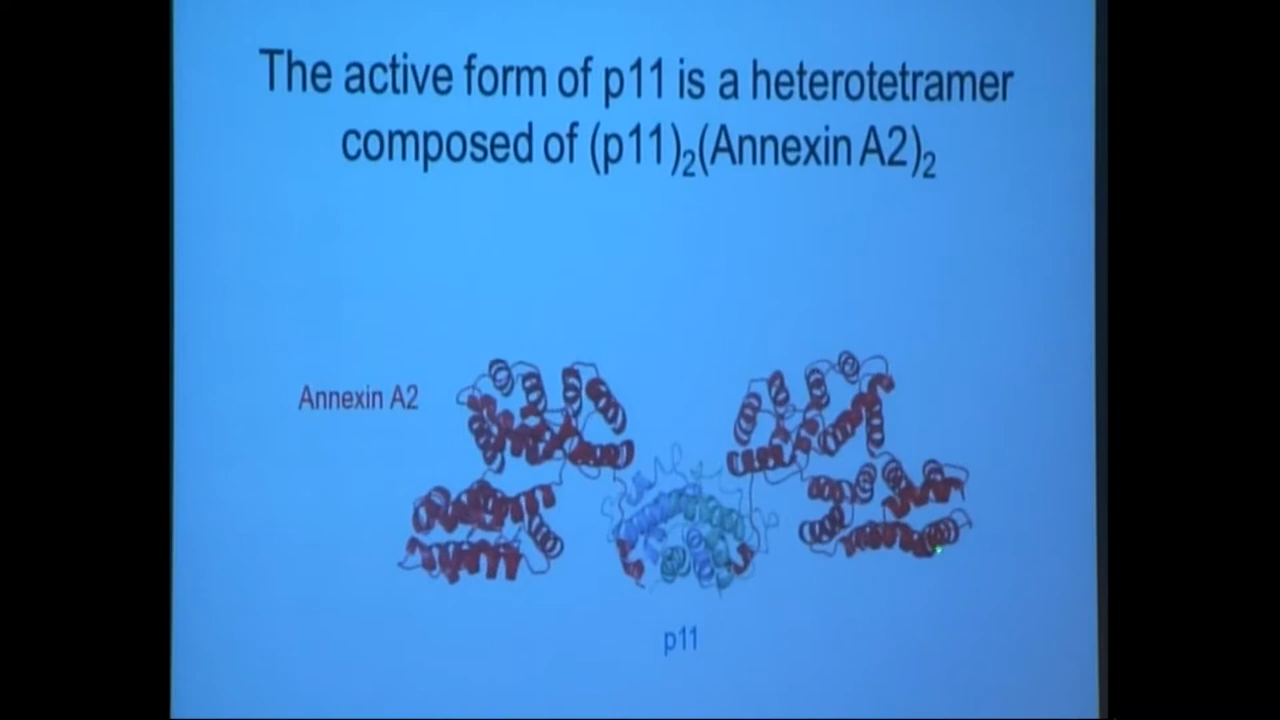 The active form of p11 is a heterotetramer
composed of (p11)₂(Annexin A2)₂
Annexin A2
p11